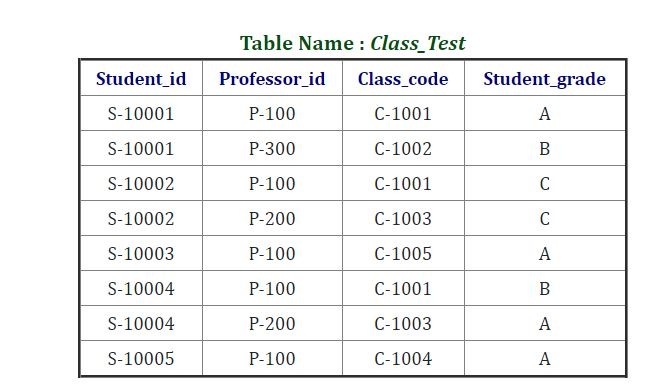 Table Name : Class_Test
Student_id Professor_id Class_code Student_grade
S-10001 P-100 C-1001 A
S-10001 P-300 C-1002 B
S-10002 P-100 C-1001 C
S-10002 P-200 C-1003 C
S-10003 P-100 C-1005 A
S-10004 P-100 C-1001 B
S-10004 P-200 C-1003 A
S-10005 P-100 C-1004 A